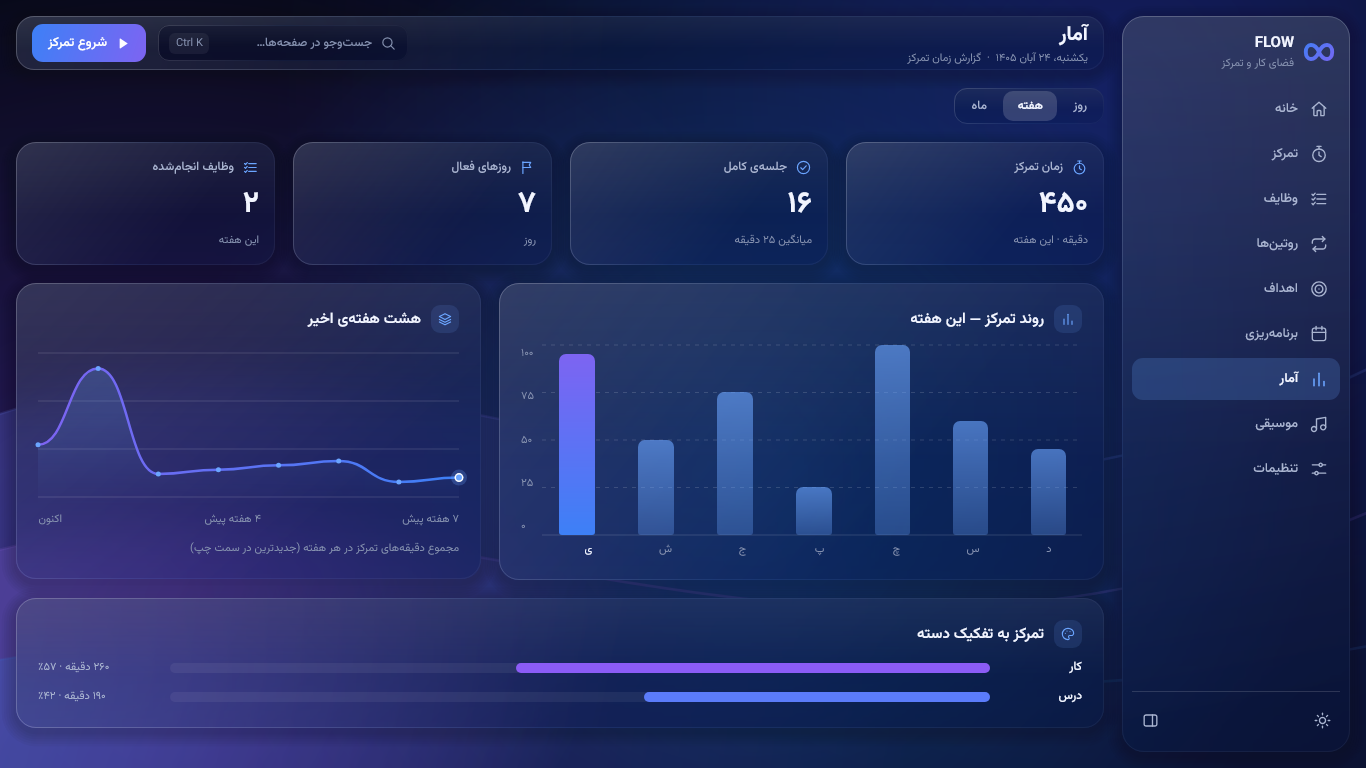 FLOW
فضای کار و تمرکز
خانه
تمرکز
وظایف
روتین‌ها
اهداف
برنامه‌ریزی
آمار
موسیقی
تنظیمات
آمار
یکشنبه، ۲۴ آبان ۱۴۰۵ · گزارش زمان تمرکز
جست‌وجو در صفحه‌ها…
Ctrl K
شروع تمرکز
روز
هفته
ماه
زمان تمرکز
۴۵۰
دقیقه · این هفته
جلسه‌ی کامل
۱۶
میانگین ۲۵ دقیقه
روزهای فعال
۷
روز
وظایف انجام‌شده
۲
این هفته
روند تمرکز — این هفته
۱۰۰
۷۵
۵۰
۲۵
۰
د
س
چ
پ
ج
ش
ی
هشت هفته‌ی اخیر
۷ هفته پیش
۴ هفته پیش
اکنون
مجموع دقیقه‌های تمرکز در هر هفته (جدیدترین در سمت چپ)
تمرکز به تفکیک دسته
کار
۲۶۰ دقیقه · ۵۷٪
درس
۱۹۰ دقیقه · ۴۲٪